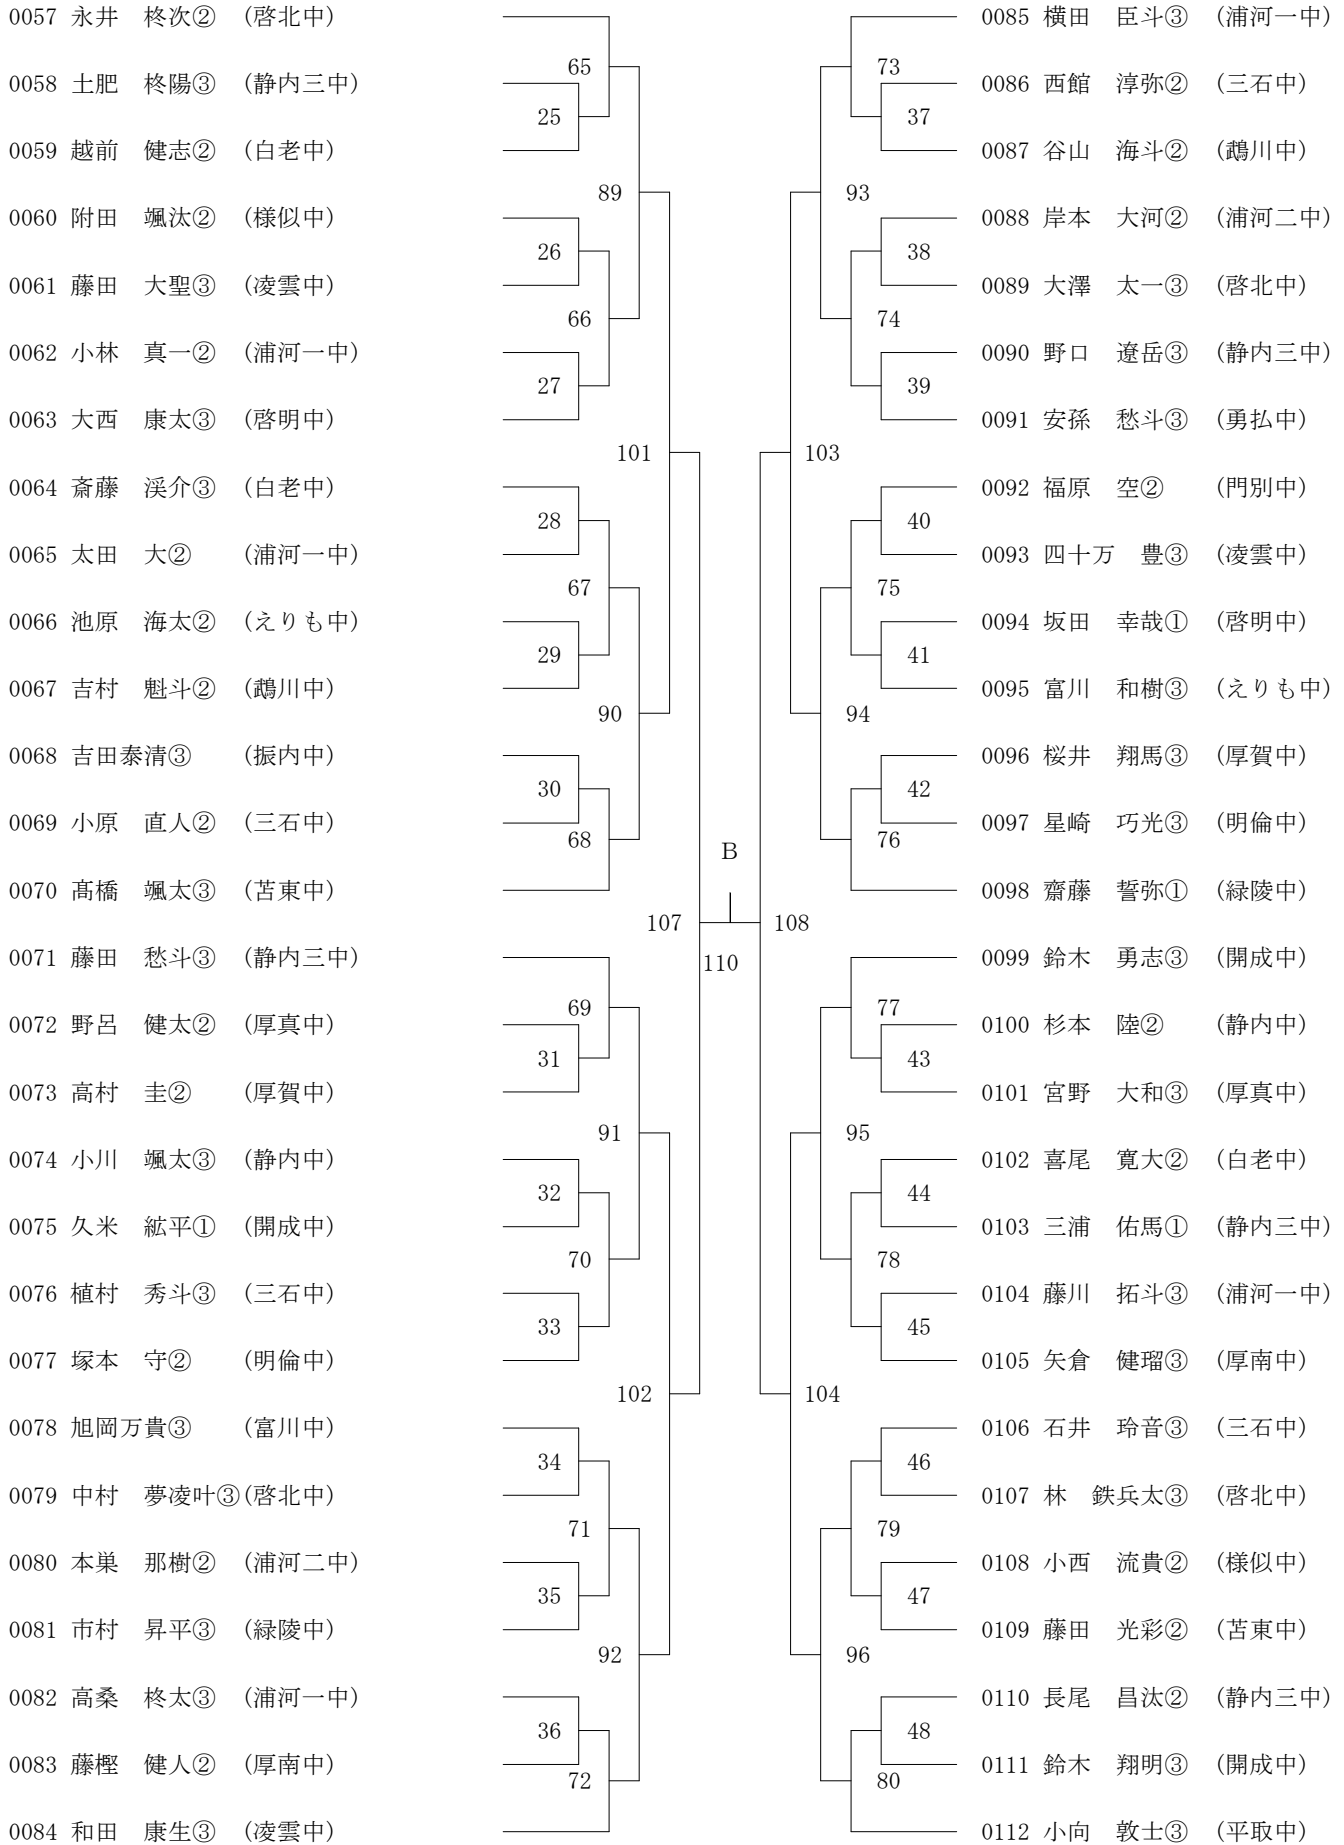 0057 永井　柊次② (啓北中)
65
0058 土肥　柊陽③ (静内三中)
25
0059 越前　健志② (白老中)
89
0060 附田　颯汰② (様似中)
26
0061 藤田　大聖③ (凌雲中)
66
0062 小林　真一② (浦河一中)
27
0063 大西　康太③ (啓明中)
101
0064 斎藤　渓介③ (白老中)
28
0065 太田　大② (浦河一中)
67
0066 池原　海太② (えりも中)
29
0067 吉村　魁斗② (鵡川中)
90
0068 吉田泰清③ (振内中)
30
0069 小原　直人② (三石中)
68
0070 髙橋　颯太③ (苫東中)
107
0071 藤田　愁斗③ (静内三中)
69
0072 野呂　健太② (厚真中)
31
0073 高村　圭② (厚賀中)
91
0074 小川　颯太③ (静内中)
32
0075 久米　紘平① (開成中)
70
0076 植村　秀斗③ (三石中)
33
0077 塚本　守② (明倫中)
102
0078 旭岡万貴③ (富川中)
34
0079 中村　夢凌叶③(啓北中)
71
0080 本巣　那樹② (浦河二中)
35
0081 市村　昇平③ (緑陵中)
92
0082 高桑　柊太③ (浦河一中)
36
0083 藤樫　健人② (厚南中)
72
0084 和田　康生③ (凌雲中)
B
110
0085 横田　臣斗③ (浦河一中)
73
0086 西館　淳弥② (三石中)
37
0087 谷山　海斗② (鵡川中)
93
0088 岸本　大河② (浦河二中)
38
0089 大澤　太一③ (啓北中)
74
0090 野口　遼岳③ (静内三中)
39
0091 安孫　愁斗③ (勇払中)
103
0092 福原　空② (門別中)
40
0093 四十万　豊③ (凌雲中)
75
0094 坂田　幸哉① (啓明中)
41
0095 富川　和樹③ (えりも中)
94
0096 桜井　翔馬③ (厚賀中)
42
0097 星崎　巧光③ (明倫中)
76
0098 齋藤　誓弥① (緑陵中)
108
0099 鈴木　勇志③ (開成中)
77
0100 杉本　陸② (静内中)
43
0101 宮野　大和③ (厚真中)
95
0102 喜尾　寛大② (白老中)
44
0103 三浦　佑馬① (静内三中)
78
0104 藤川　拓斗③ (浦河一中)
45
0105 矢倉　健瑠③ (厚南中)
104
0106 石井　玲音③ (三石中)
46
0107 林　鉄兵太③ (啓北中)
79
0108 小西　流貴② (様似中)
47
0109 藤田　光彩② (苫東中)
96
0110 長尾　昌汰② (静内三中)
48
0111 鈴木　翔明③ (開成中)
80
0112 小向　敦士③ (平取中)